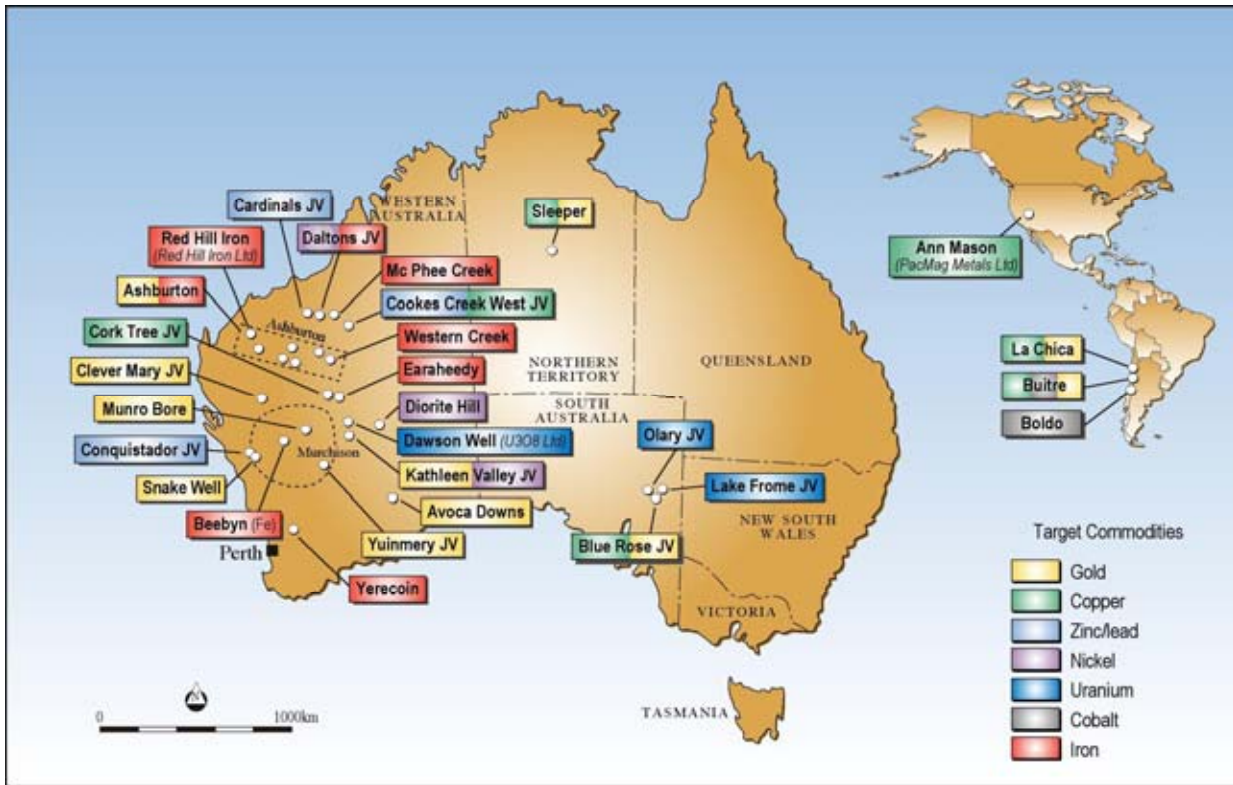 WESTERN
AUSTRALIA
Cardinals JV
Daltons JV
Red Hill Iron
(Red Hill Iron Ltd)
Mc Phee Creek
Ashburton
Cookes Creek West JV
Cork Tree JV
Ashburton
Western Creek
Clever Mary JV
Earaheedy
Munro Bore
Diorite Hill
Conquistador JV
Murchison
Dawson Well (U3O8 Ltd)
Snake Well
Kathleen Valley JV
Beebyn (Fe)
Avoca Downs
Perth
Yuinmery JV
Yerecoin
Sleeper
NORTHERN
TERRITORY
QUEENSLAND
SOUTH
AUSTRALIA
Olary JV
Lake Frome JV
NEW SOUTH
WALES
Blue Rose JV
VICTORIA
TASMANIA
N
0
1000km
Ann Mason
(PacMag Metals Ltd)
La Chica
Buitre
Boldo
Target Commodities
Gold
Copper
Zinc/lead
Nickel
Uranium
Cobalt
Iron